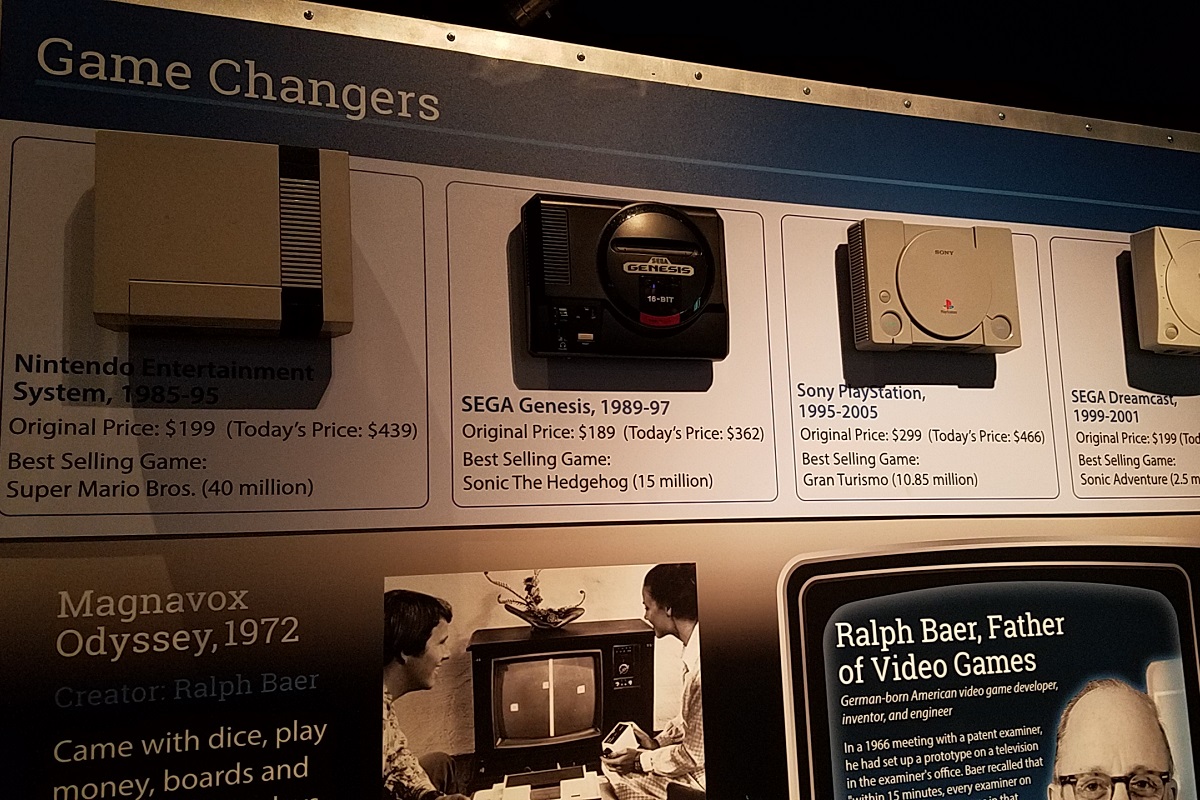 Game Changers
SEGA
GENESIS
16-BIT
SONY
PlayStation
Nintendo Entertainment
System, 1985-95
Original Price: $199 (Today's Price: $439)
Best Selling Game:
Super Mario Bros. (40 million)
SEGA Genesis, 1989-97
Original Price: $189 (Today's Price: $362)
Best Selling Game:
Sonic The Hedgehog (15 million)
Sony PlayStation,
1995-2005
Original Price: $299 (Today's Price: $466)
Best Selling Game:
Gran Turismo (10.85 million)
SEGA Dreamcast,
1999-2001
Original Price: $199 (Tod
Best Selling Game:
Sonic Adventure (2.5 m
Magnavox
Odyssey, 1972
Creator: Ralph Baer
Came with dice, play
money, boards and
Ralph Baer, Father
of Video Games
German-born American video game developer,
inventor, and engineer
In a 1966 meeting with a patent examiner,
he had set up a prototype on a television
in the examiner's office. Baer recalled that
"within 15 minutes, every examiner on
in that